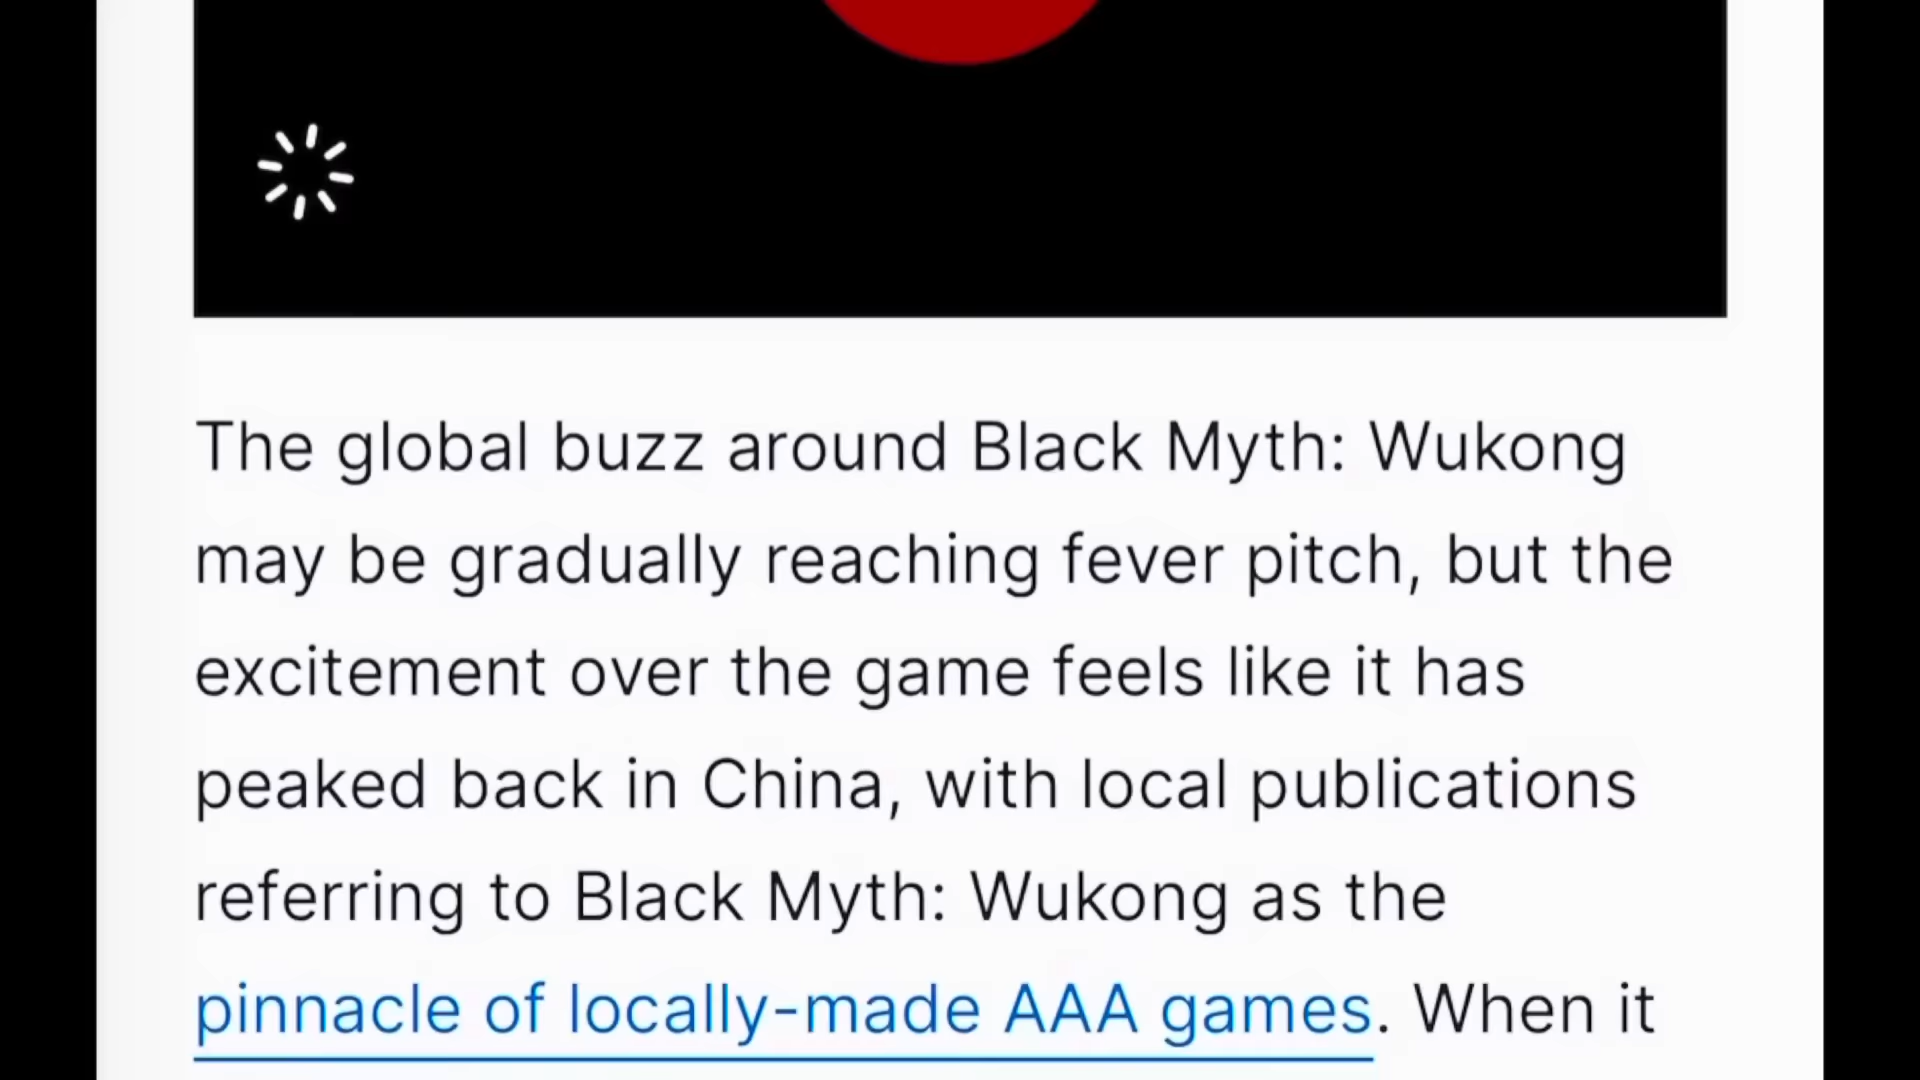 The global buzz around Black Myth: Wukong
may be gradually reaching fever pitch, but the
excitement over the game feels like it has
peaked back in China, with local publications
referring to Black Myth: Wukong as the
pinnacle of locally-made AAA games. When it